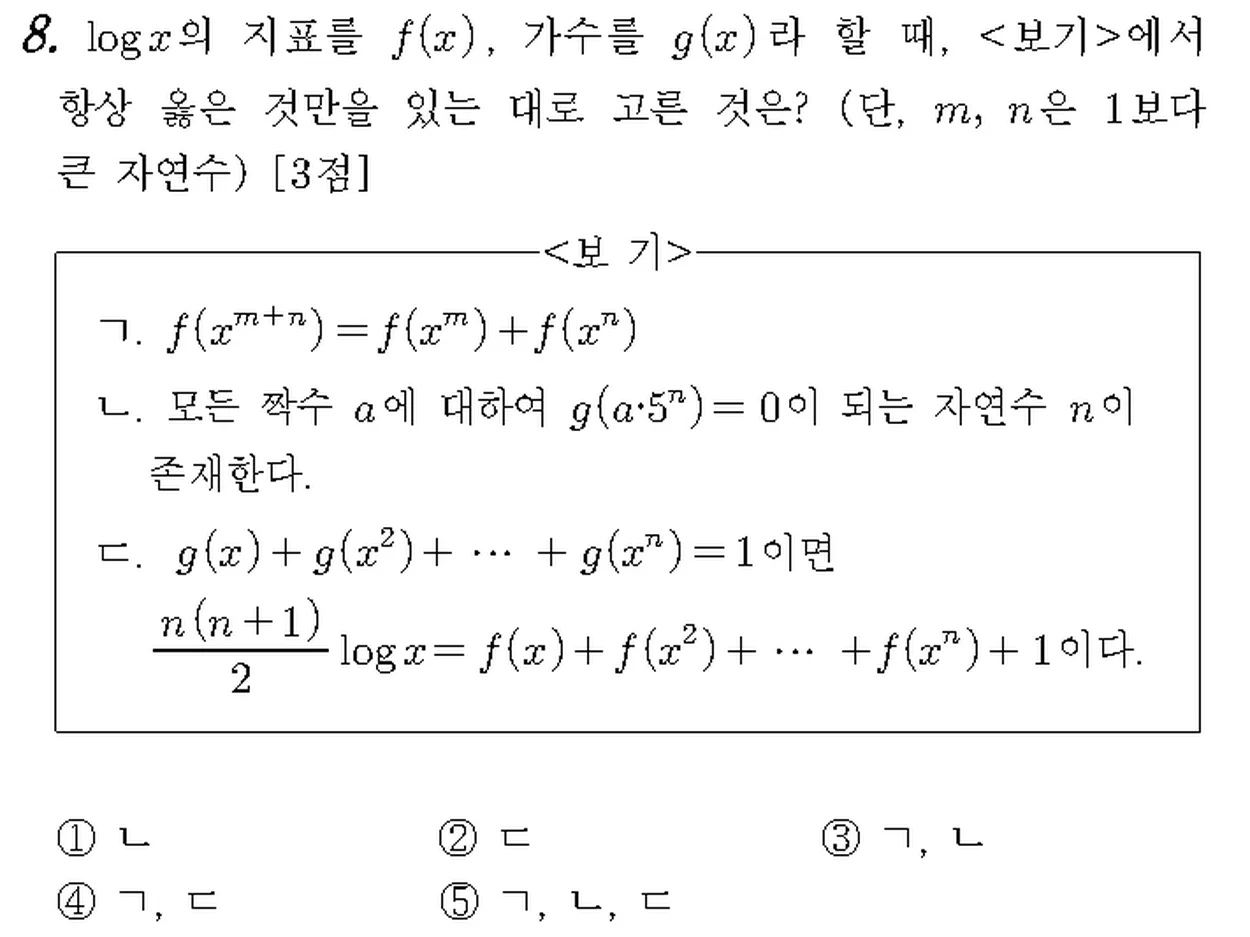 8. log x의 지표를 f(x), 가수를 g(x)라 할 때, <보기>에서
항상 옳은 것만을 있는 대로 고른 것은? (단, m, n은 1보다
큰 자연수) [3점]
<보 기>
ㄱ. f(x^{m+n}) = f(x^m) + f(x^n)
ㄴ. 모든 짝수 a에 대하여 g(a·5^n) = 0이 되는 자연수 n이
존재한다.
ㄷ. g(x) + g(x^2) + ⋯ + g(x^n) = 1이면
\frac{n(n+1)}{2} log x = f(x) + f(x^2) + ⋯ + f(x^n) + 1이다.
① ㄴ ② ㄷ ③ ㄱ, ㄴ
④ ㄱ, ㄷ ⑤ ㄱ, ㄴ, ㄷ